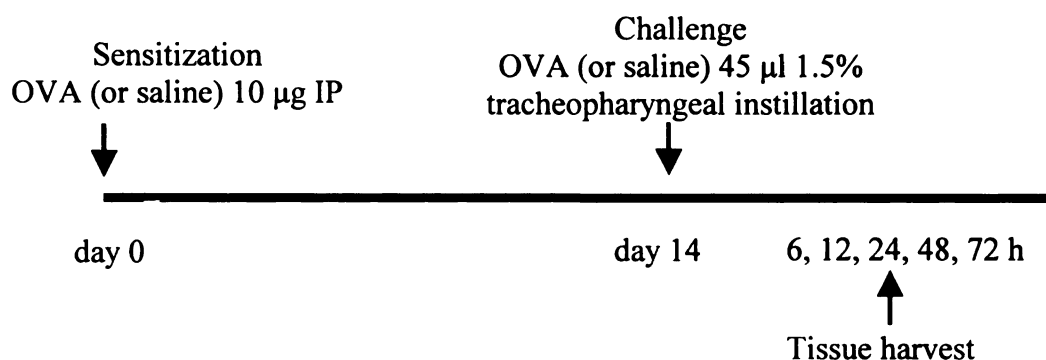 Sensitization
OVA (or saline) 10 µg IP
Challenge
OVA (or saline) 45 µl 1.5%
tracheopharyngeal instillation
day 0
day 14
6, 12, 24, 48, 72 h
Tissue harvest